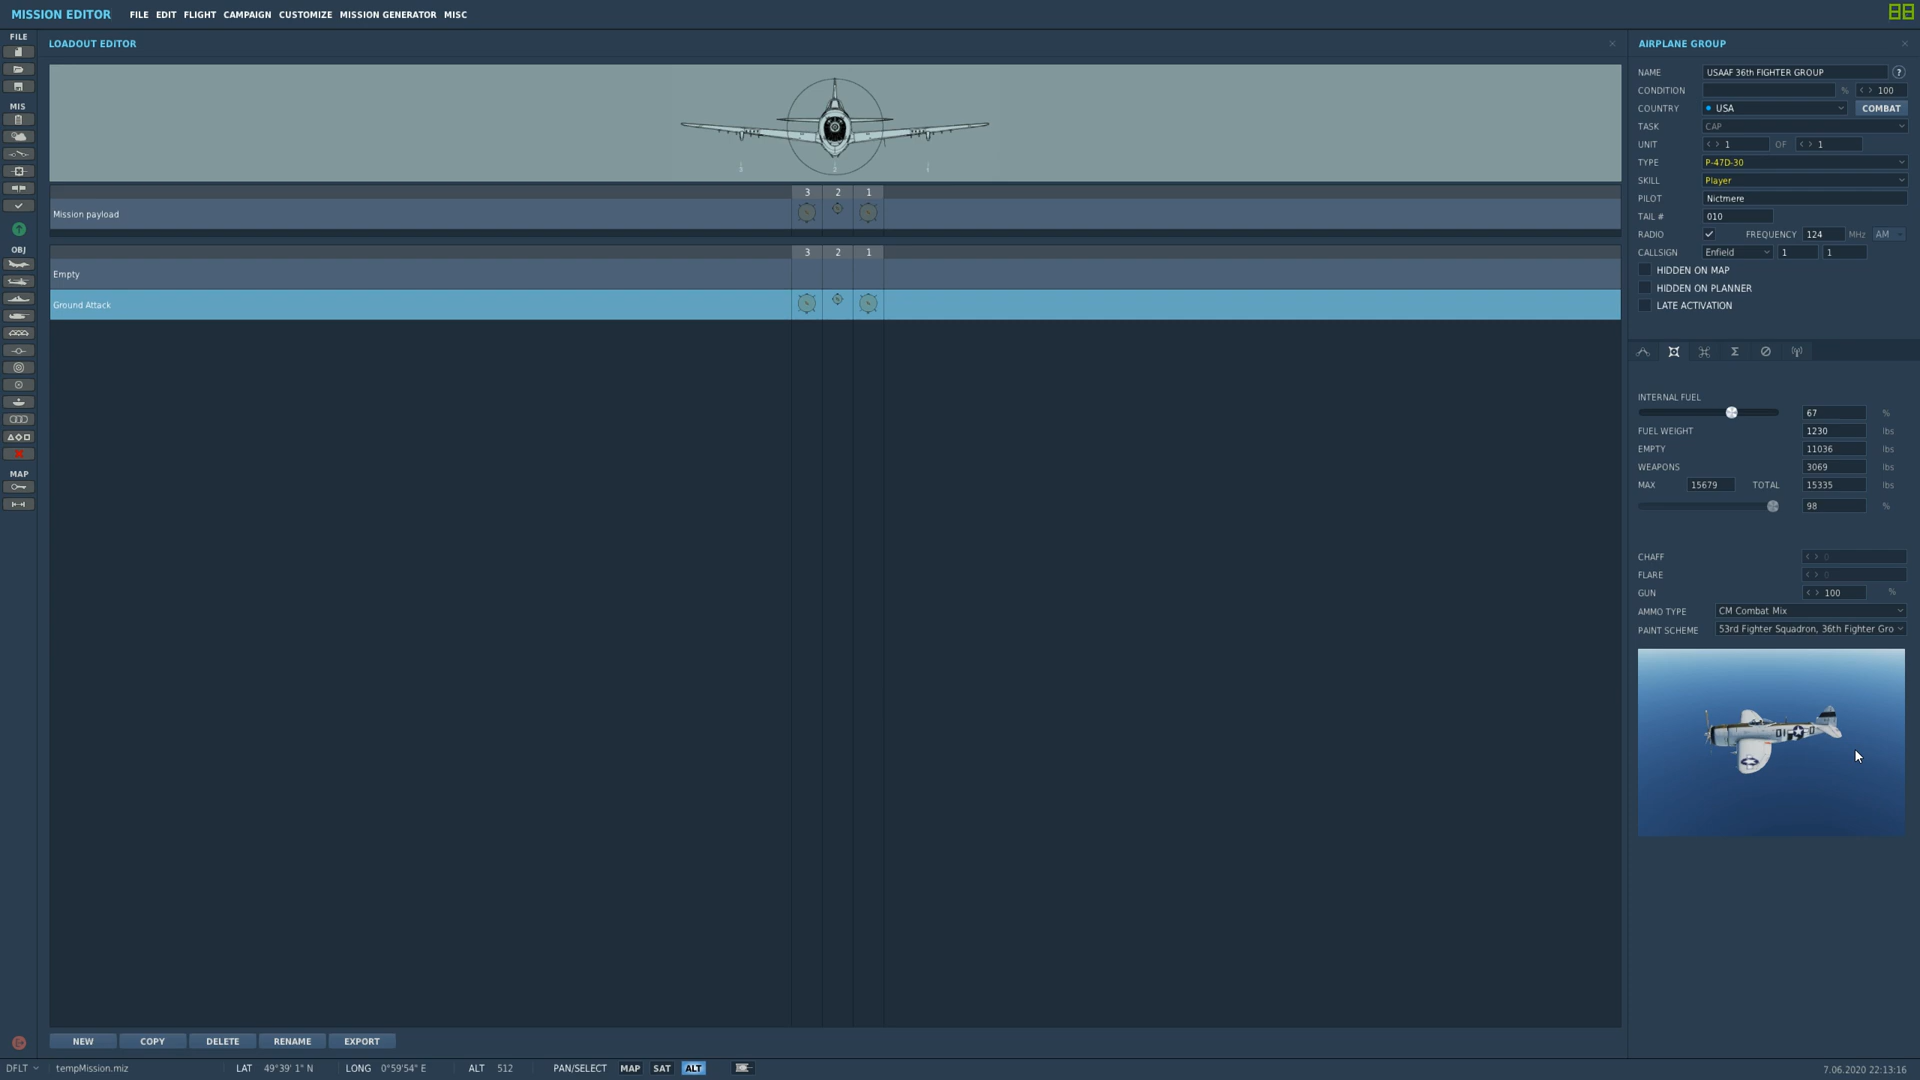 MISSION EDITOR FILE EDIT FLIGHT CAMPAIGN CUSTOMIZE MISSION GENERATOR MISC
FILE
MIS
OBJ
MAP
LOADOUT EDITOR
3 2 1
Mission payload
3 2 1
Empty
Ground Attack
NEW COPY DELETE RENAME EXPORT
AIRPLANE GROUP
NAME USAAF 36th FIGHTER GROUP ?
CONDITION % < > 100
COUNTRY USA COMBAT
TASK CAP
UNIT < > 1 OF < > 1
TYPE P-47D-30
SKILL Player
PILOT Nictmere
TAIL # 010
RADIO FREQUENCY 124 MHz AM
CALLSIGN Enfield 1 1
HIDDEN ON MAP
HIDDEN ON PLANNER
LATE ACTIVATION
INTERNAL FUEL
67 %
FUEL WEIGHT 1230 lbs
EMPTY 11036 lbs
WEAPONS 3069 lbs
MAX 15679 TOTAL 15335 lbs
98 %
CHAFF < > 0
FLARE < > 0
GUN < > 100 %
AMMO TYPE CM Combat Mix
PAINT SCHEME 53rd Fighter Squadron, 36th Fighter Gro
DFLT tempMission.miz LAT 49°39' 1" N LONG 0°59'54" E ALT 512 PAN/SELECT MAP SAT ALT 7.06.2020 22:13:16